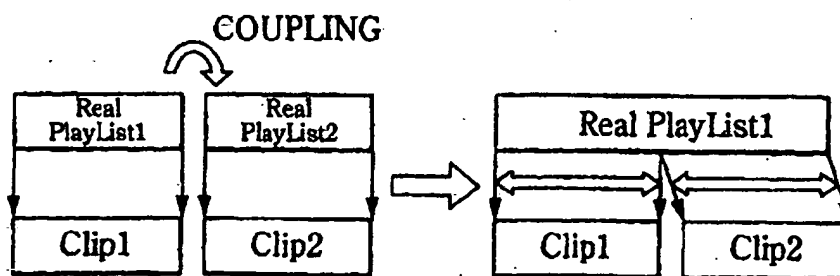 COUPLING
Real
PlayList1
Real
PlayList2
Real PlayList1
Clip1
Clip2
Clip1
Clip2